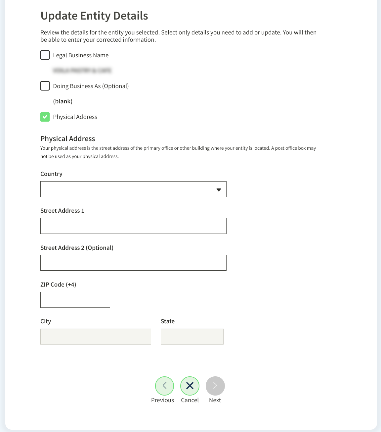 Update Entity Details
Review the details for the entity you selected. Select only details you need to add or update. You will then
be able to enter your corrected information.
Legal Business Name
Doing Business As (Optional)
(blank)
Physical Address
Physical Address
Your physical address is the street address of the primary office or other building where your entity is located. A post office box may
not be used as your physical address.
Country
Street Address 1
Street Address 2 (Optional)
ZIP Code (+4)
City State
Previous Cancel Next